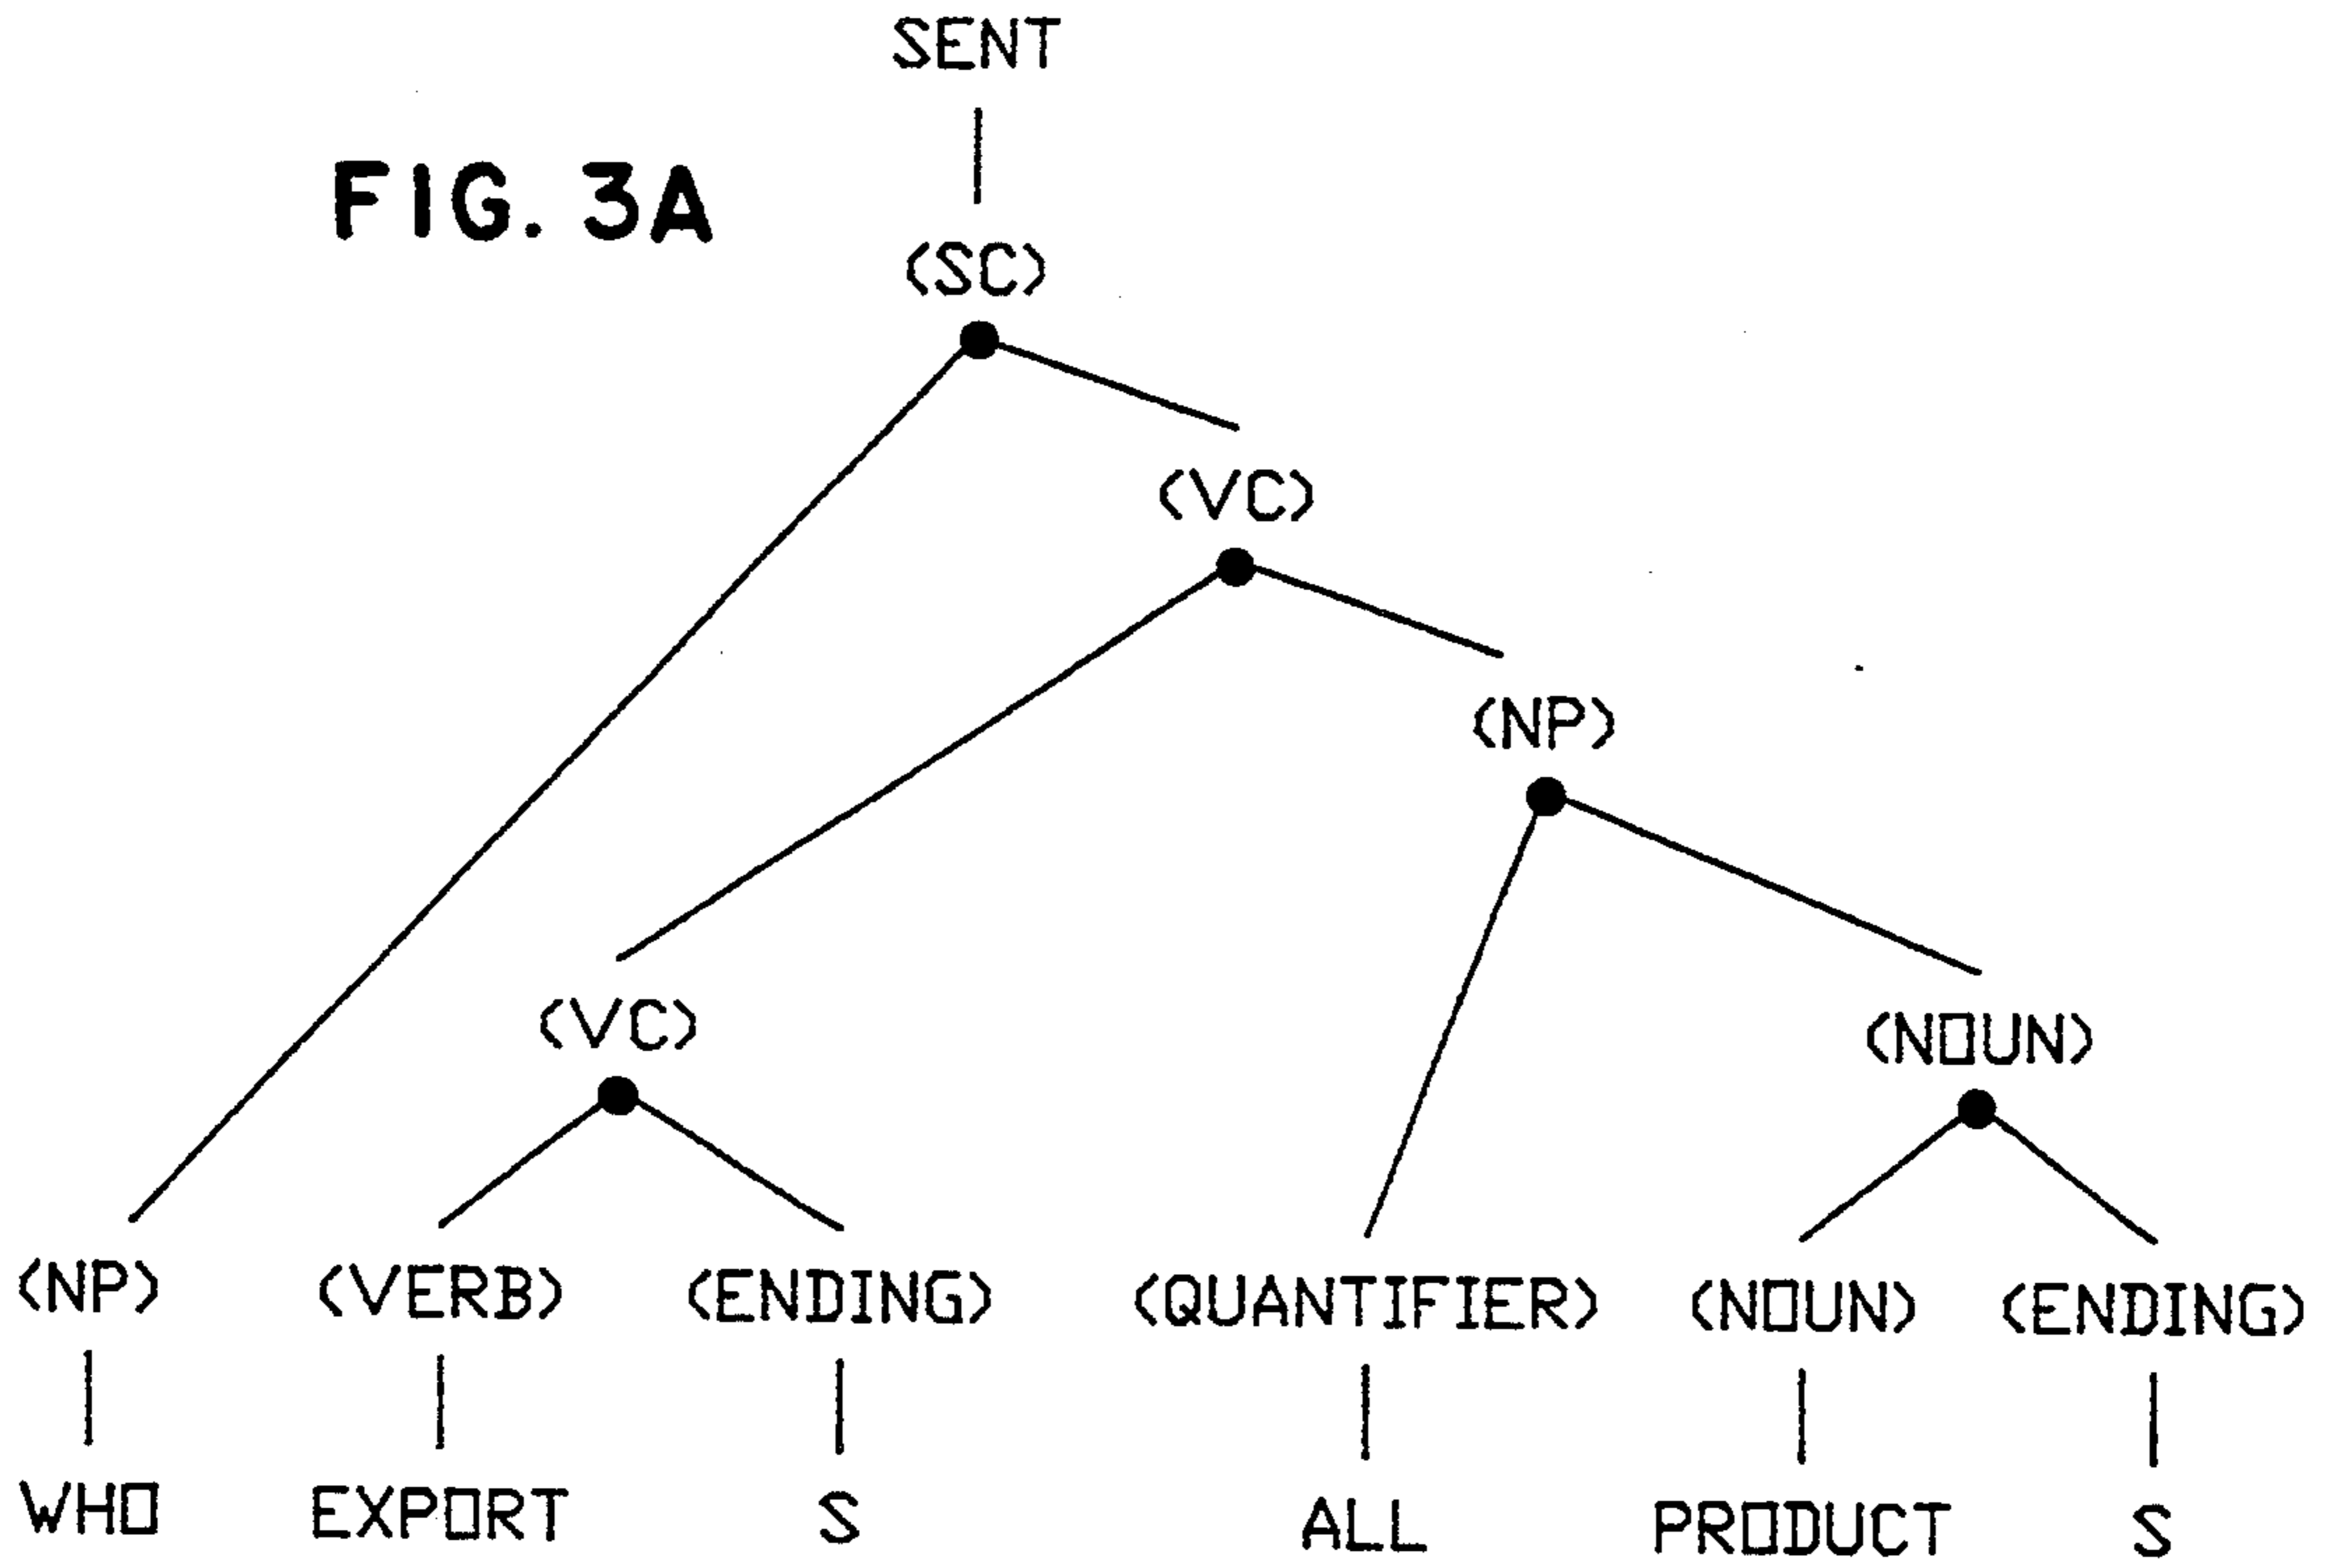 SENT
FIG. 3A
(SC)
(VC)
(NP)
(VC)
(NOUN)
(NP) (VERB) (ENDING) (QUANTIFIER) (NOUN) (ENDING)
WHO EXPORT S ALL PRODUCT S